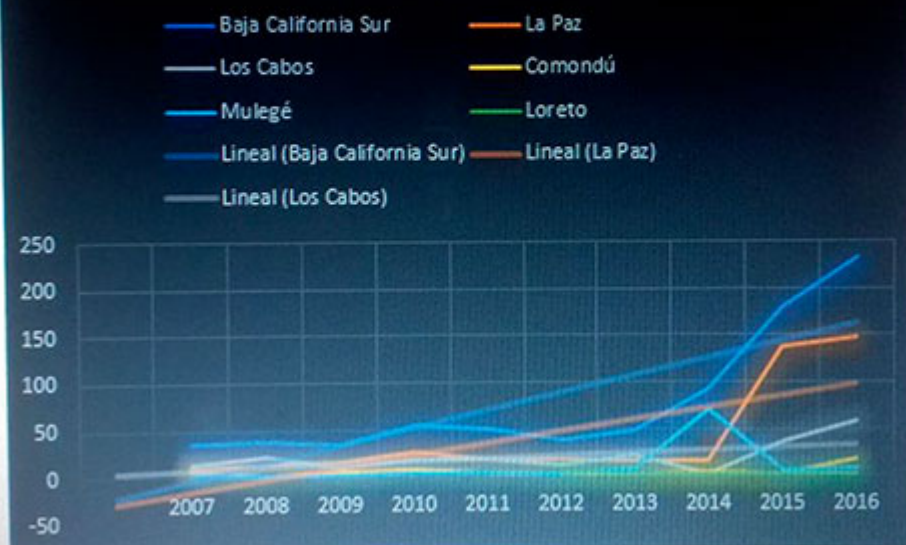 Baja California Sur La Paz
Los Cabos Comondú
Mulegé Loreto
Lineal (Baja California Sur) Lineal (La Paz)
Lineal (Los Cabos)
250
200
150
100
50
0
2007 2008 2009 2010 2011 2012 2013 2014 2015 2016
-50